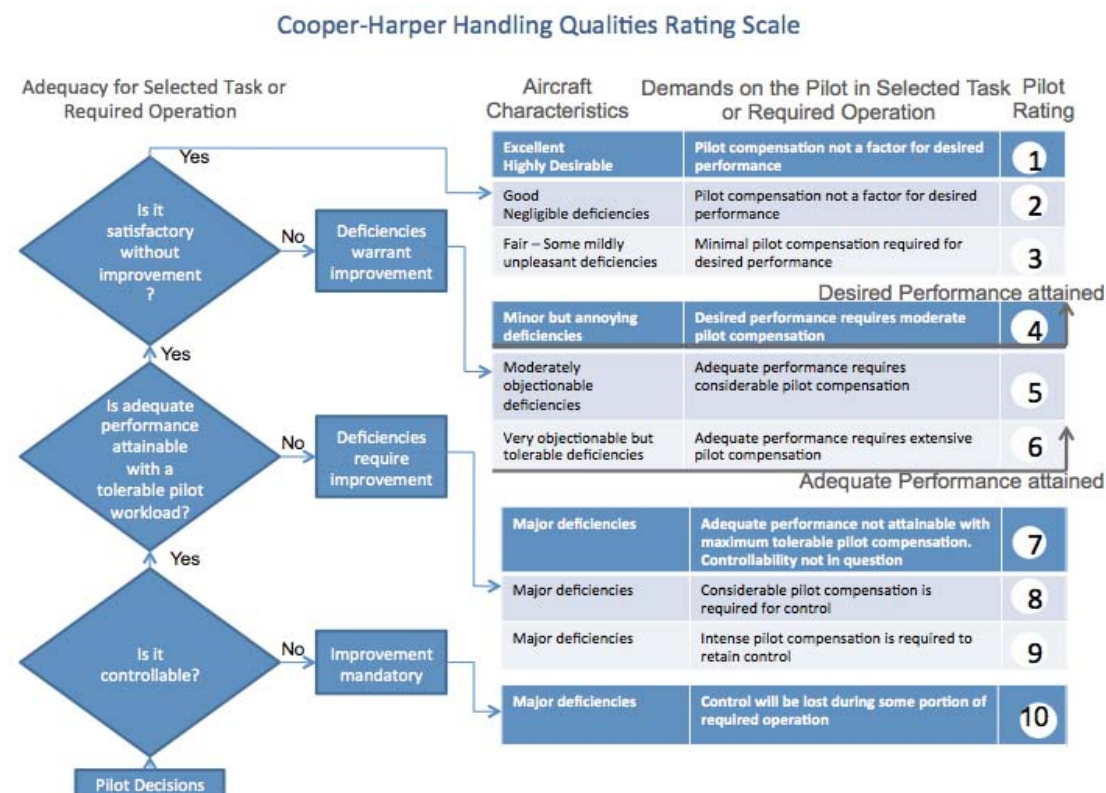 Cooper-Harper Handling Qualities Rating Scale
Adequacy for Selected Task or
Required Operation
Aircraft
Characteristics
Demands on the Pilot in Selected Task
or Required Operation
Pilot
Rating
Yes
Is it
satisfactory
without
improvement
?
No
Deficiencies
warrant
improvement
Excellent
Highly Desirable
Pilot compensation not a factor for desired
performance
1
Good
Negligible deficiencies
Pilot compensation not a factor for desired
performance
2
Fair – Some mildly
unpleasant deficiencies
Minimal pilot compensation required for
desired performance
3
Desired Performance attained
Yes
Is adequate
performance
attainable
with a
tolerable pilot
workload?
No
Deficiencies
require
improvement
Minor but annoying
deficiencies
Desired performance requires moderate
pilot compensation
4
Moderately
objectionable
deficiencies
Adequate performance requires
considerable pilot compensation
5
Very objectionable but
tolerable deficiencies
Adequate performance requires extensive
pilot compensation
6
Adequate Performance attained
Yes
Is it
controllable?
No
Improvement
mandatory
Major deficiencies
Adequate performance not attainable with
maximum tolerable pilot compensation.
Controllability not in question
7
Major deficiencies
Considerable pilot compensation is
required for control
8
Major deficiencies
Intense pilot compensation is required to
retain control
9
Major deficiencies
Control will be lost during some portion of
required operation
10
Pilot Decisions